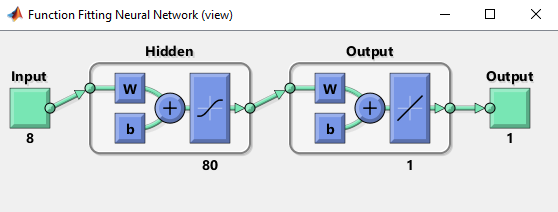 Function Fitting Neural Network (view)
Hidden
Output
Input
Output
W
W
b
b
8
1
80
1